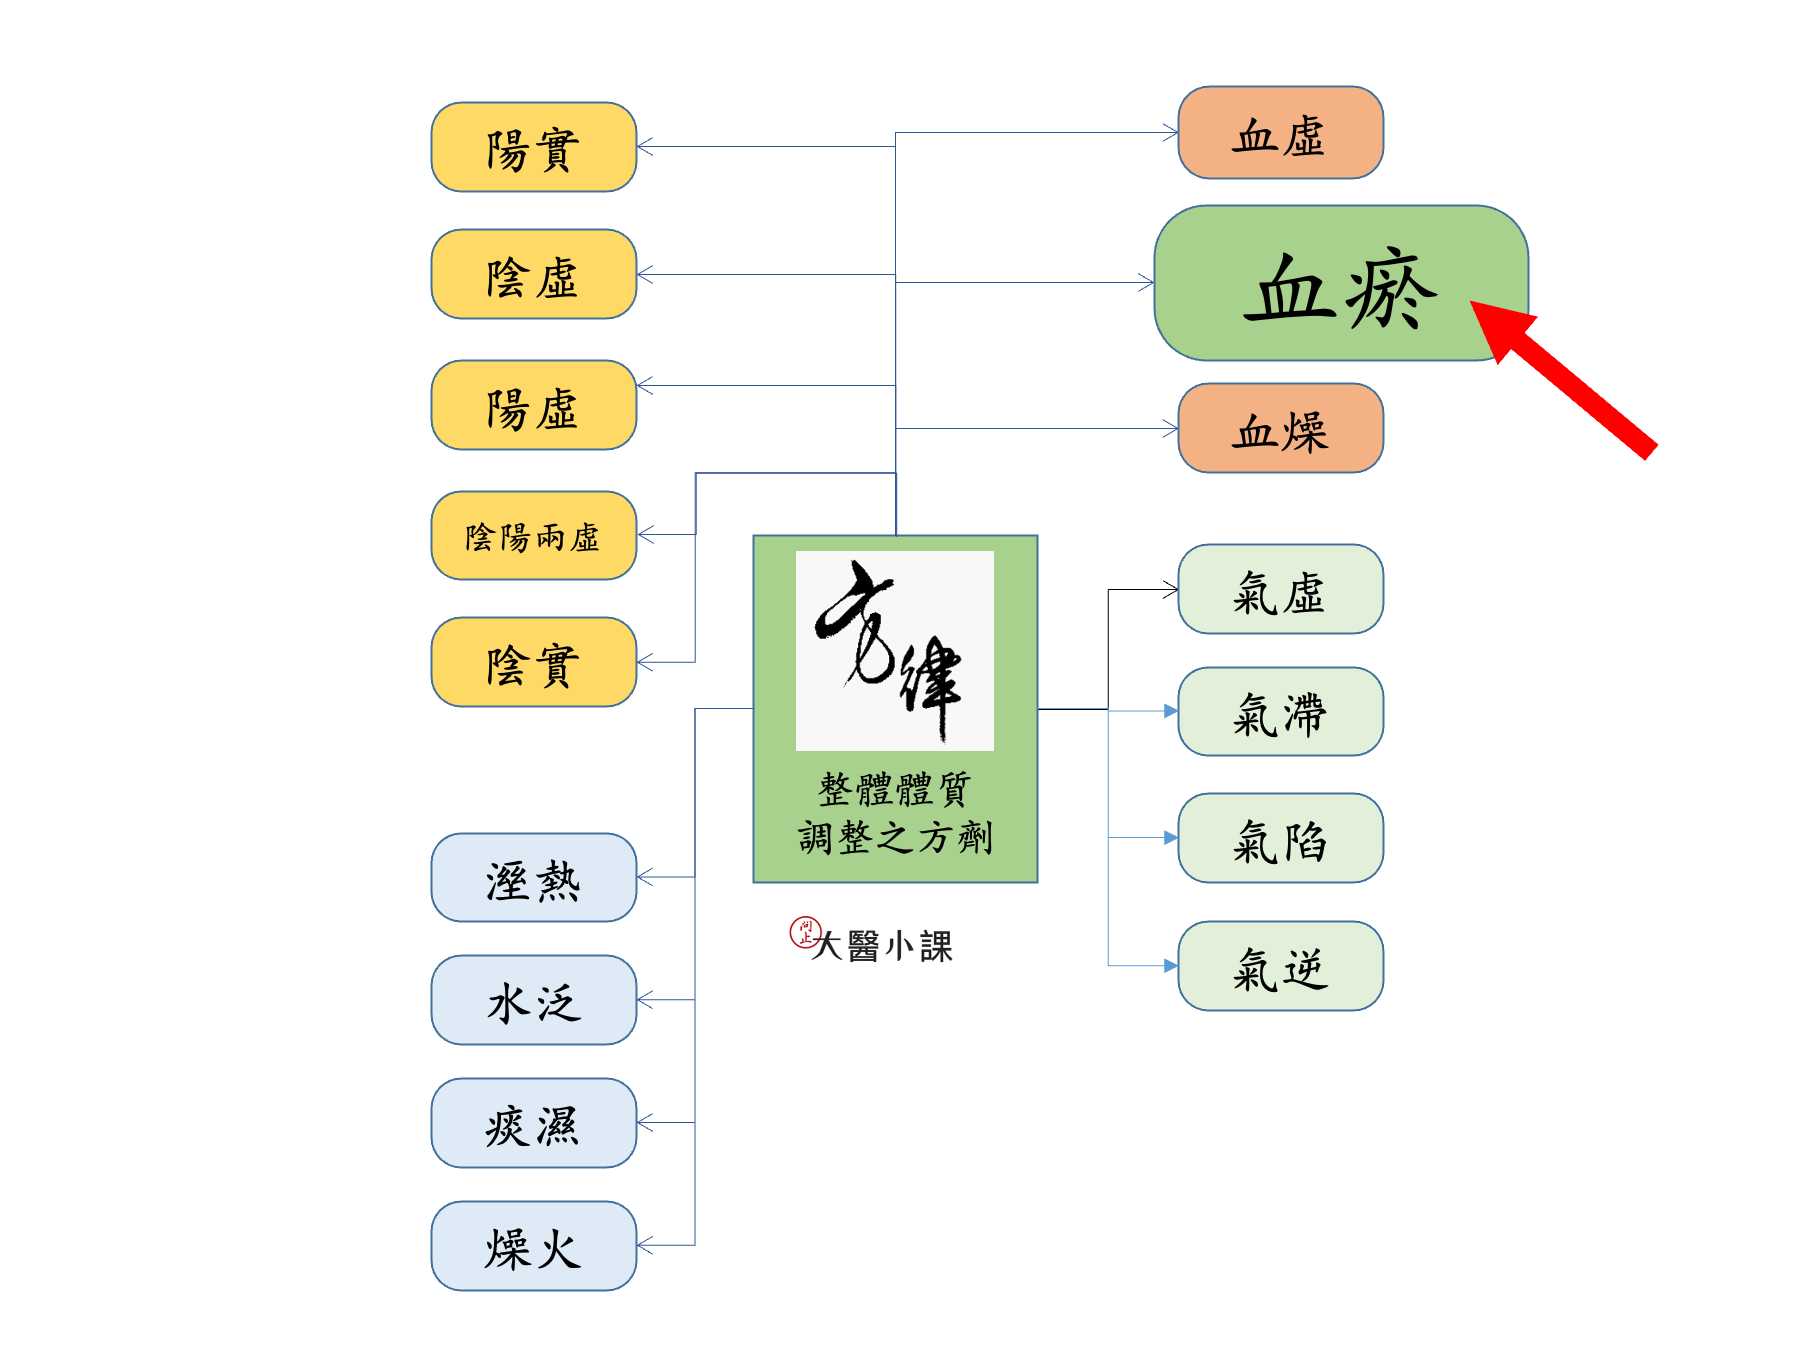 陽實
陰虛
陽虛
陰陽兩虛
陰實
溼熱
水泛
痰濕
燥火
方律
整體體質
調整之方劑
問止
大醫小課
血虛
血瘀
血燥
氣虛
氣滯
氣陷
氣逆